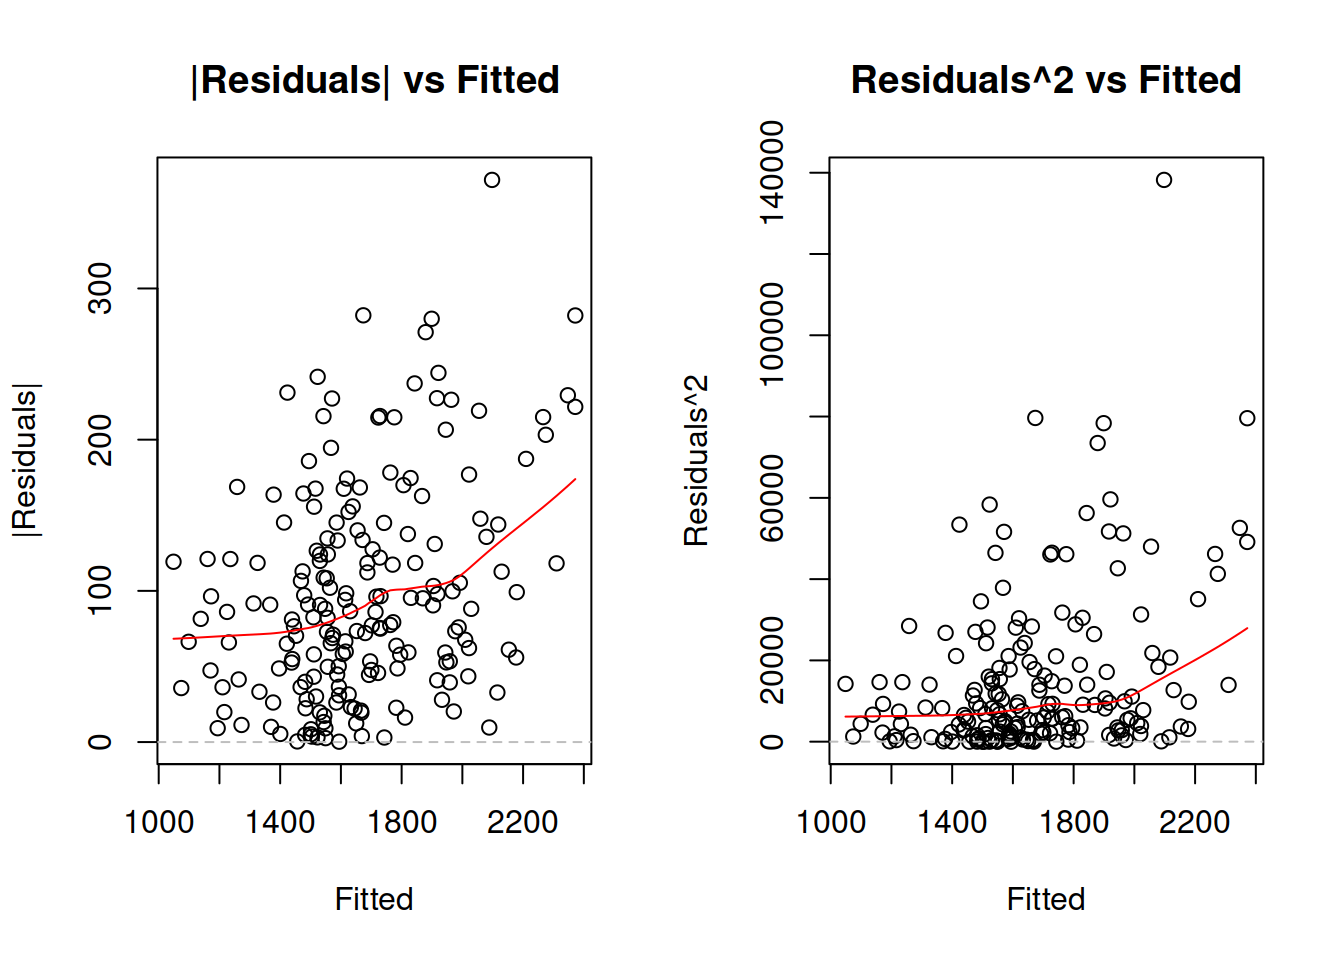 |Residuals| vs Fitted
|Residuals|
300
200
100
0
1000 1400 1800 2200
Fitted
Residuals^2 vs Fitted
Residuals^2
140000
100000
60000
20000
0
1000 1400 1800 2200
Fitted